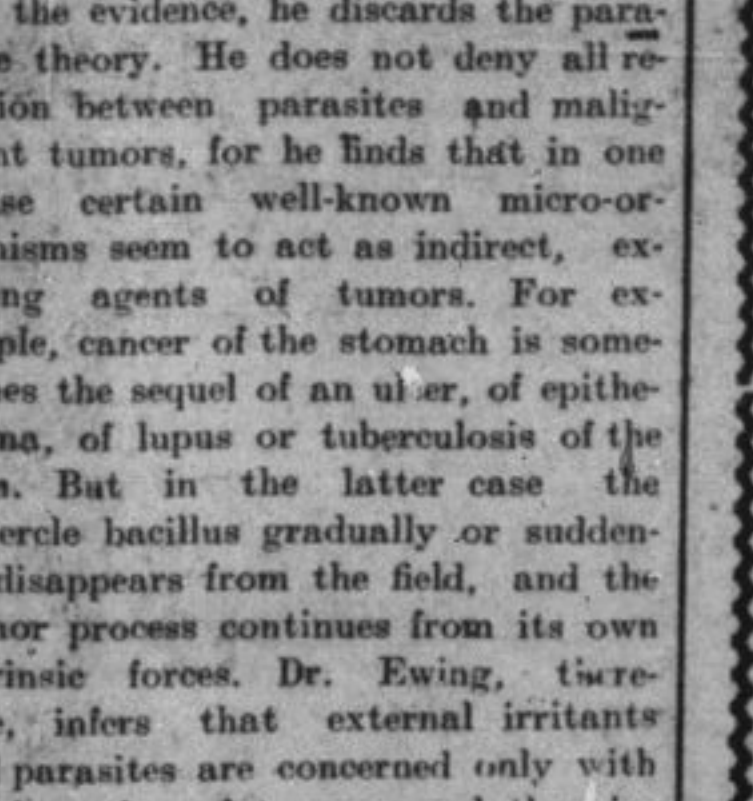 the evidence, he discards the para-
e theory. He does not deny all re-
ion between parasites and malig-
nt tumors, for he finds that in one
se certain well-known micro-or-
nisms seem to act as indirect, ex-
ng agents of tumors. For ex-
ple, cancer of the stomach is some-
es the sequel of an ulcer, of epithe-
na, of lupus or tuberculosis of the
n. But in the latter case the
ercle bacillus gradually or sudden-
disappears from the field, and the
nor process continues from its own
rinsic forces. Dr. Ewing, there-
e, infers that external irritants
parasites are concerned only with